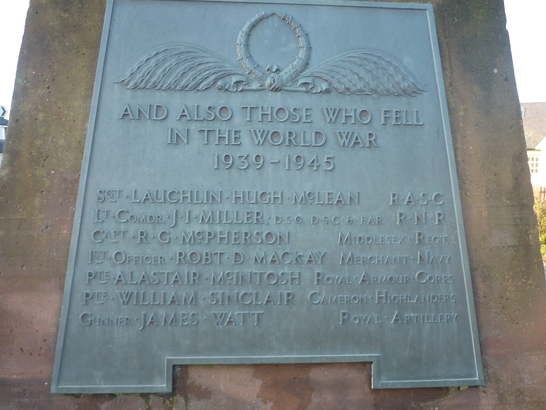 AND ALSO THOSE WHO FELL
IN THE WORLD WAR
1939-1945
SGT·LAUCHLIN·HUGH·MCLEAN R·A·S·C
LT·COMDR·J·I·MILLER, D·S·O, D·S·C·& BAR R·N·R
CAPT·R·G·MCPHERSON MIDDLESEX·REGT·
1ST·OFFICER·ROBT·D·MACKAY MERCHANT·NAVY
PTE·ALASTAIR·MCINTOSH ROYAL·ARMOUR·CORPS
PTE·WILLIAM·SINCLAIR CAMERON·HIGHLANDERS
GUNNER·JAMES·WATT ROYAL·ARTILLERY